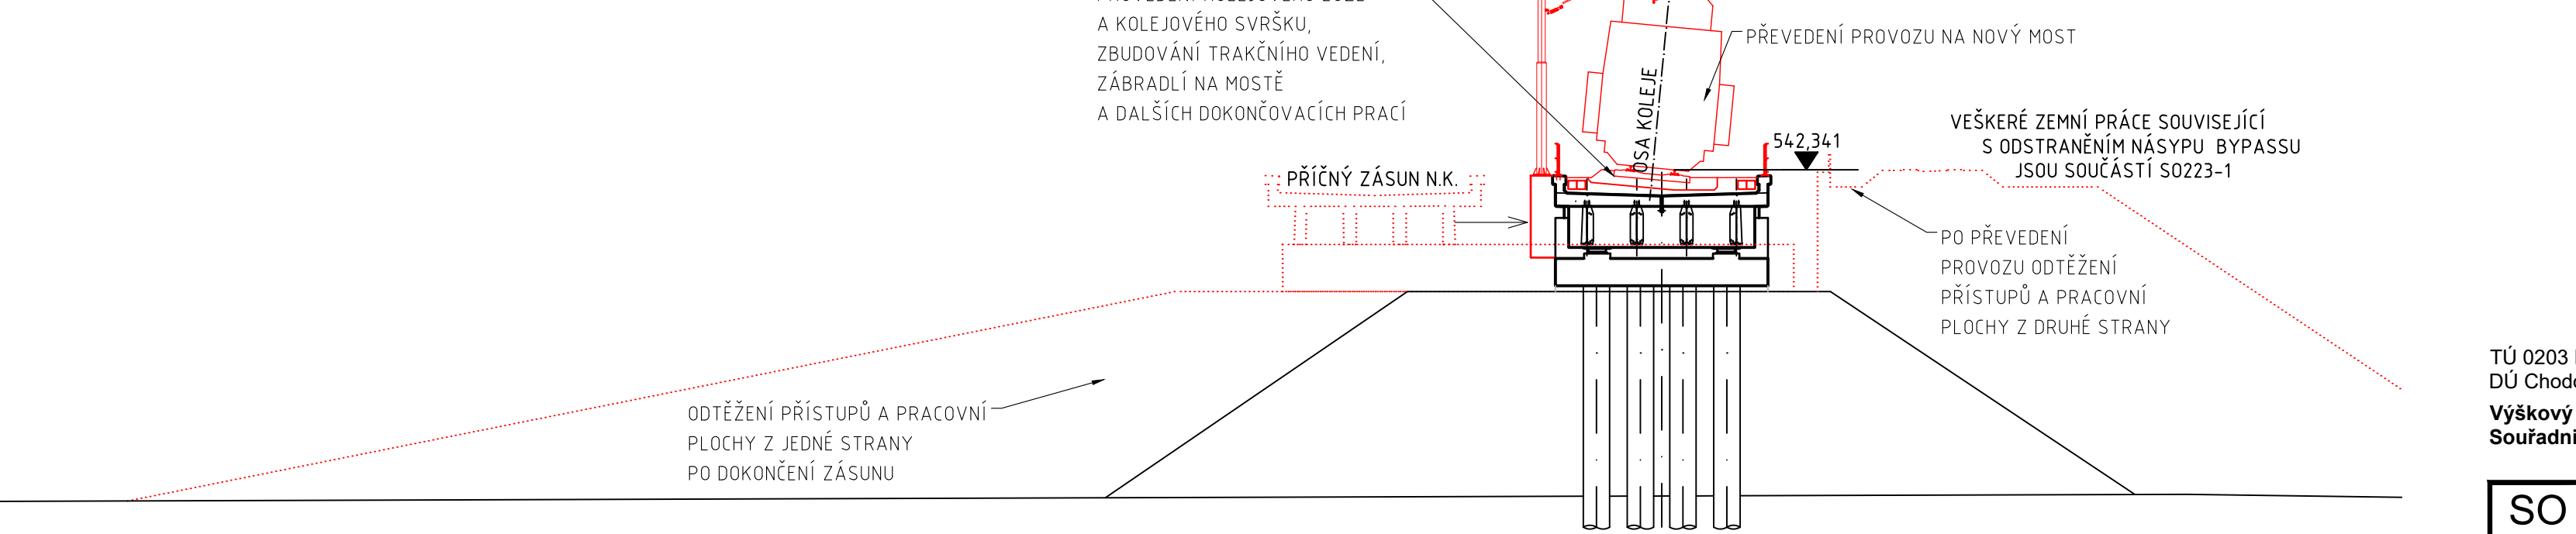 A KOLEJOVÉHO SVRŠKU,
ZBUDOVÁNÍ TRAKČNÍHO VEDENÍ,
ZÁBRADLÍ NA MOSTĚ
A DALŠÍCH DOKONČOVACÍCH PRACÍ
PŘEVEDENÍ PROVOZU NA NOVÝ MOST
OSA KOLEJE
542,341
VEŠKERÉ ZEMNÍ PRÁCE SOUVISEJÍCÍ
S ODSTRANĚNÍM NÁSYPU BYPASSU
JSOU SOUČÁSTÍ SO223-1
PŘÍČNÝ ZÁSUN N.K.
PO PŘEVEDENÍ
PROVOZU ODTĚŽENÍ
PŘÍSTUPŮ A PRACOVNÍ
PLOCHY Z DRUHÉ STRANY
ODTĚŽENÍ PŘÍSTUPŮ A PRACOVNÍ
PLOCHY Z JEDNÉ STRANY
PO DOKONČENÍ ZÁSUNU
TÚ 0203
DÚ
Výškový
SO